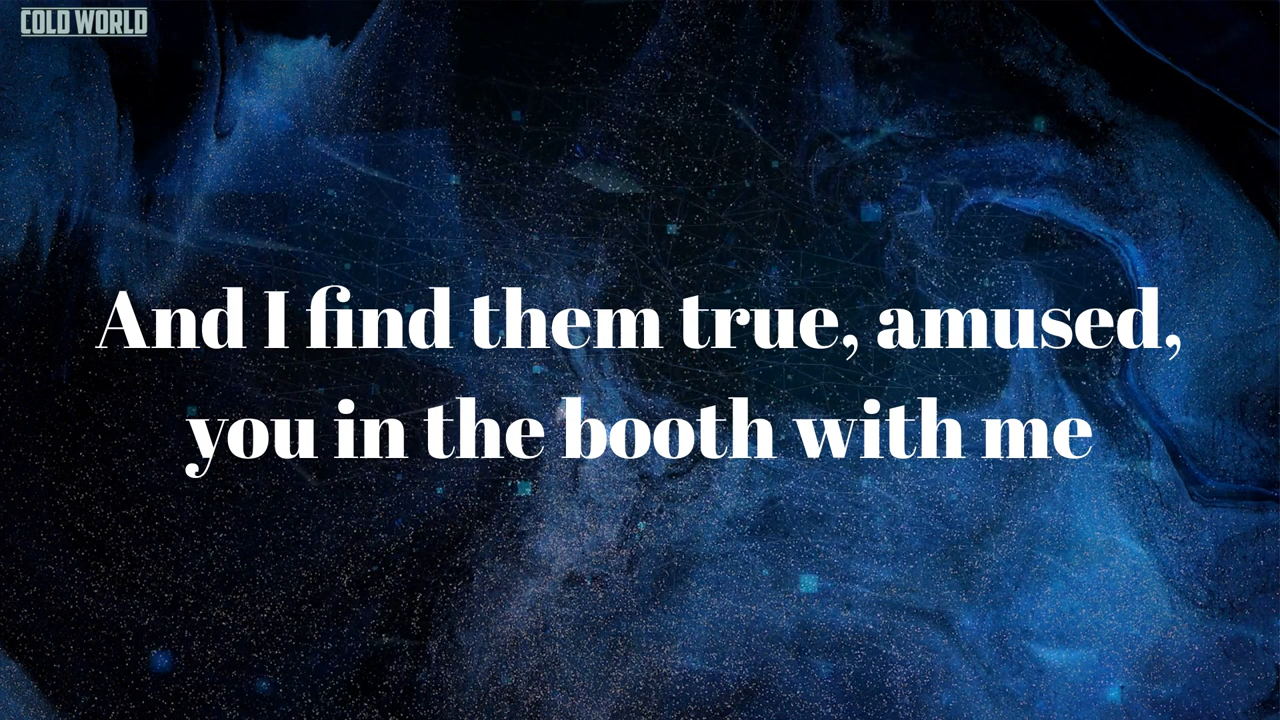 COLD WORLD
And I find them true, amused,
you in the booth with me